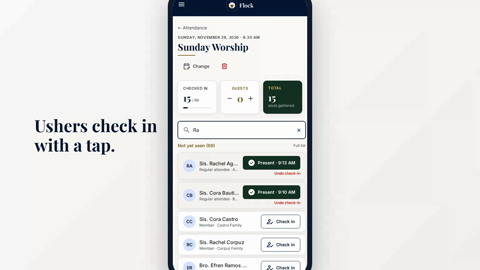 Flock
← Attendance
SUNDAY, NOVEMBER 29, 2026 · 9:30 AM
Sunday Worship
Change
CHECKED IN
15
GUESTS
− 0 +
TOTAL
15
souls gathered
Ushers check in
with a tap.
Ra
×
Not yet seen
Full list
RA
Sis. Rachel Ag...
Regular attendee
Present · 9:13 AM
Undo check-in
CB
Sis. Cora Bauti...
Regular attendee
Present · 9:10 AM
Undo check-in
CC
Sis. Cora Castro
Member · Castro Family
Check in
RC
Sis. Rachel Corpuz
Member · Corpuz Family
Check in
ER
Bro. Efren Ramos ...
Check in